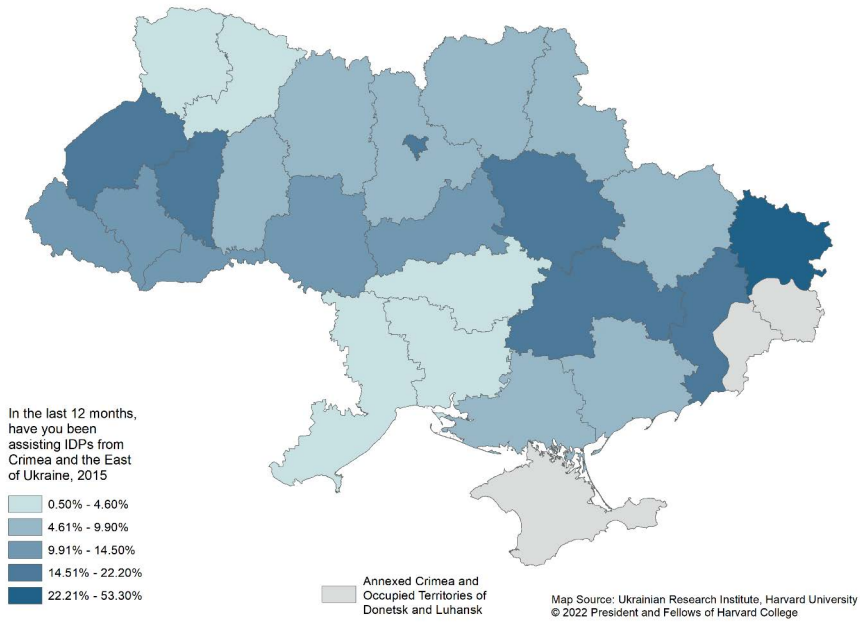 In the last 12 months,
have you been
assisting IDPs from
Crimea and the East
of Ukraine, 2015
0.50% - 4.60%
4.61% - 9.90%
9.91% - 14.50%
14.51% - 22.20%
22.21% - 53.30%
Annexed Crimea and
Occupied Territories of
Donetsk and Luhansk
Map Source: Ukrainian Research Institute, Harvard University
© 2022 President and Fellows of Harvard College